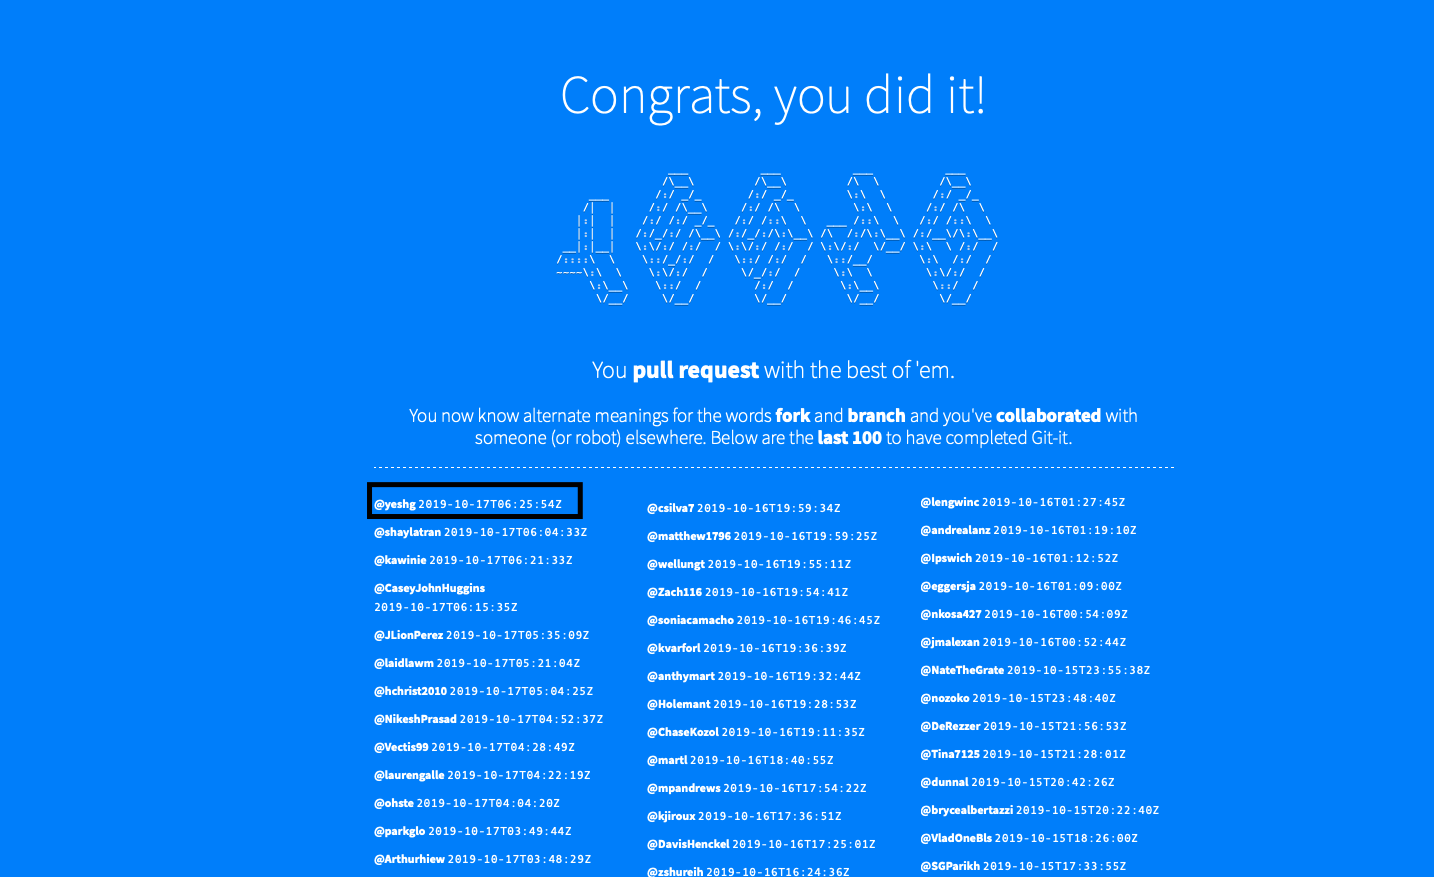 Congrats, you did it!
You pull request with the best of 'em.
You now know alternate meanings for the words fork and branch and you've collaborated with
someone (or robot) elsewhere. Below are the last 100 to have completed Git-it.
@yeshg 2019-10-17T06:25:54Z
@shaylatran 2019-10-17T06:04:33Z
@kawinie 2019-10-17T06:21:33Z
@CaseyJohnHuggins
2019-10-17T06:15:35Z
@JLionPerez 2019-10-17T05:35:09Z
@laidlawm 2019-10-17T05:21:04Z
@hchrist2010 2019-10-17T05:04:25Z
@NikeshPrasad 2019-10-17T04:52:37Z
@Vectis99 2019-10-17T04:28:49Z
@laurengalle 2019-10-17T04:22:19Z
@ohste 2019-10-17T04:04:20Z
@parkglo 2019-10-17T03:49:44Z
@Arthurhiew 2019-10-17T03:48:29Z
@csilva7 2019-10-16T19:59:34Z
@matthew1796 2019-10-16T19:59:25Z
@wellungt 2019-10-16T19:55:11Z
@Zach116 2019-10-16T19:54:41Z
@soniacamacho 2019-10-16T19:46:45Z
@kvarforl 2019-10-16T19:36:39Z
@anthymart 2019-10-16T19:32:44Z
@Holemant 2019-10-16T19:28:53Z
@ChaseKozol 2019-10-16T19:11:35Z
@martl 2019-10-16T18:40:55Z
@mpandrews 2019-10-16T17:54:22Z
@kjiroux 2019-10-16T17:36:51Z
@DavisHenckel 2019-10-16T17:25:01Z
@zshureih 2019-10-16T16:24:36Z
@lengwinc 2019-10-16T01:27:45Z
@andrealanz 2019-10-16T01:19:10Z
@Ipswich 2019-10-16T01:12:52Z
@eggersja 2019-10-16T01:09:00Z
@nkosa427 2019-10-16T00:54:09Z
@jmalexan 2019-10-16T00:52:44Z
@NateTheGrate 2019-10-15T23:55:38Z
@nozoko 2019-10-15T23:48:40Z
@DeRezzer 2019-10-15T21:56:53Z
@Tina7125 2019-10-15T21:28:01Z
@dunnal 2019-10-15T20:42:26Z
@brycealbertazzi 2019-10-15T20:22:40Z
@VladOneBls 2019-10-15T18:26:00Z
@SGParikh 2019-10-15T17:33:55Z